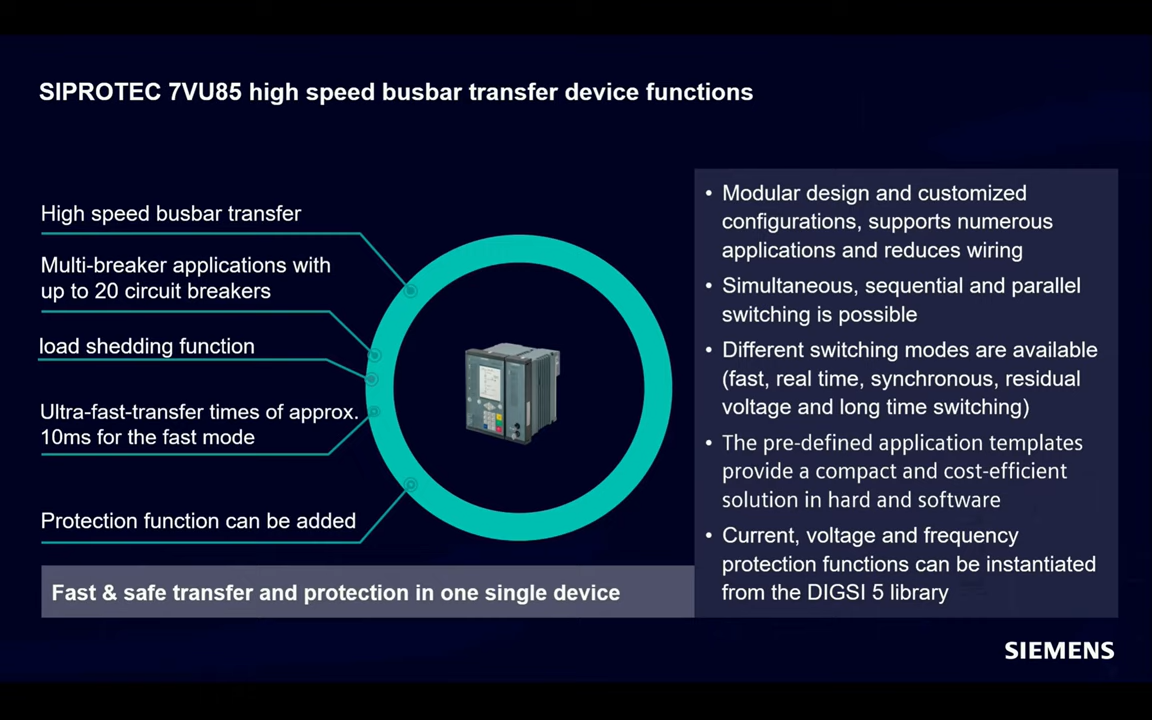 SIPROTEC 7VU85 high speed busbar transfer device functions
High speed busbar transfer
Multi-breaker applications with
up to 20 circuit breakers
load shedding function
Ultra-fast-transfer times of approx.
10ms for the fast mode
Protection function can be added
Fast & safe transfer and protection in one single device
• Modular design and customized
configurations, supports numerous
applications and reduces wiring
• Simultaneous, sequential and parallel
switching is possible
• Different switching modes are available
(fast, real time, synchronous, residual
voltage and long time switching)
• The pre-defined application templates
provide a compact and cost-efficient
solution in hard and software
• Current, voltage and frequency
protection functions can be instantiated
from the DIGSI 5 library
SIEMENS